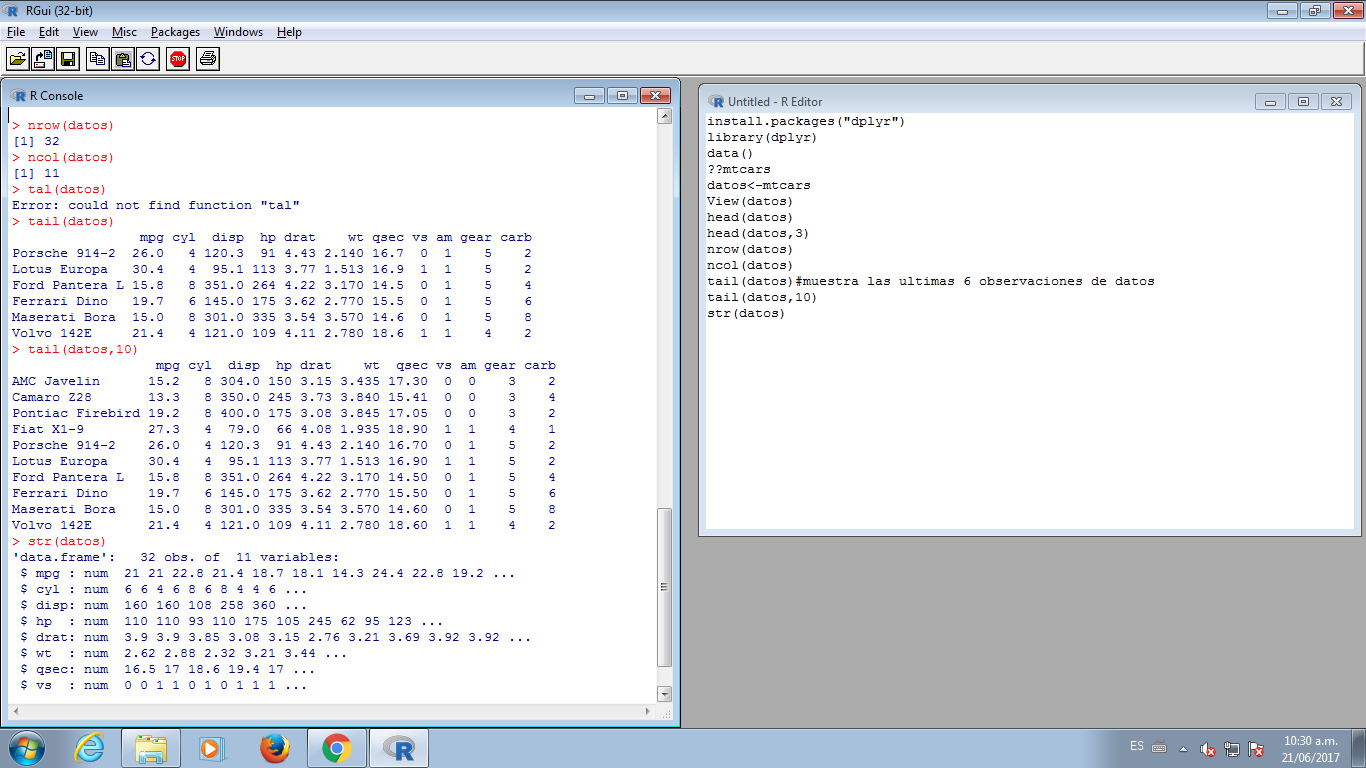 RGui (32-bit)
File Edit View Misc Packages Windows Help
STOP
R Console
> nrow(datos)
[1] 32
> ncol(datos)
[1] 11
> tal(datos)
Error: could not find function "tal"
> tail(datos)
                mpg cyl  disp  hp drat    wt qsec vs am gear carb
Porsche 914-2  26.0   4 120.3  91 4.43 2.140 16.7  0  1    5    2
Lotus Europa   30.4   4  95.1 113 3.77 1.513 16.9  1  1    5    2
Ford Pantera L 15.8   8 351.0 264 4.22 3.170 14.5  0  1    5    4
Ferrari Dino   19.7   6 145.0 175 3.62 2.770 15.5  0  1    5    6
Maserati Bora  15.0   8 301.0 335 3.54 3.570 14.6  0  1    5    8
Volvo 142E     21.4   4 121.0 109 4.11 2.780 18.6  1  1    4    2
> tail(datos,10)
                  mpg cyl  disp  hp drat    wt  qsec vs am gear carb
AMC Javelin      15.2   8 304.0 150 3.15 3.435 17.30  0  0    3    2
Camaro Z28       13.3   8 350.0 245 3.73 3.840 15.41  0  0    3    4
Pontiac Firebird 19.2   8 400.0 175 3.08 3.845 17.05  0  0    3    2
Fiat X1-9        27.3   4  79.0  66 4.08 1.935 18.90  1  1    4    1
Porsche 914-2    26.0   4 120.3  91 4.43 2.140 16.70  0  1    5    2
Lotus Europa     30.4   4  95.1 113 3.77 1.513 16.90  1  1    5    2
Ford Pantera L   15.8   8 351.0 264 4.22 3.170 14.50  0  1    5    4
Ferrari Dino     19.7   6 145.0 175 3.62 2.770 15.50  0  1    5    6
Maserati Bora    15.0   8 301.0 335 3.54 3.570 14.60  0  1    5    8
Volvo 142E       21.4   4 121.0 109 4.11 2.780 18.60  1  1    4    2
> str(datos)
'data.frame':   32 obs. of  11 variables:
 $ mpg : num  21 21 22.8 21.4 18.7 18.1 14.3 24.4 22.8 19.2 ...
 $ cyl : num  6 6 4 6 8 6 8 4 4 6 ...
 $ disp: num  160 160 108 258 360 ...
 $ hp  : num  110 110 93 110 175 105 245 62 95 123 ...
 $ drat: num  3.9 3.9 3.85 3.08 3.15 2.76 3.21 3.69 3.92 3.92 ...
 $ wt  : num  2.62 2.88 2.32 3.21 3.44 ...
 $ qsec: num  16.5 17 18.6 19.4 17 ...
 $ vs  : num  0 0 1 1 0 1 0 1 1 1 ...
Untitled - R Editor
install.packages("dplyr")
library(dplyr)
data()
??mtcars
datos<-mtcars
View(datos)
head(datos)
head(datos,3)
nrow(datos)
ncol(datos)
tail(datos)#muestra las ultimas 6 observaciones de datos
tail(datos,10)
str(datos)
ES
10:30 a.m.
21/06/2017